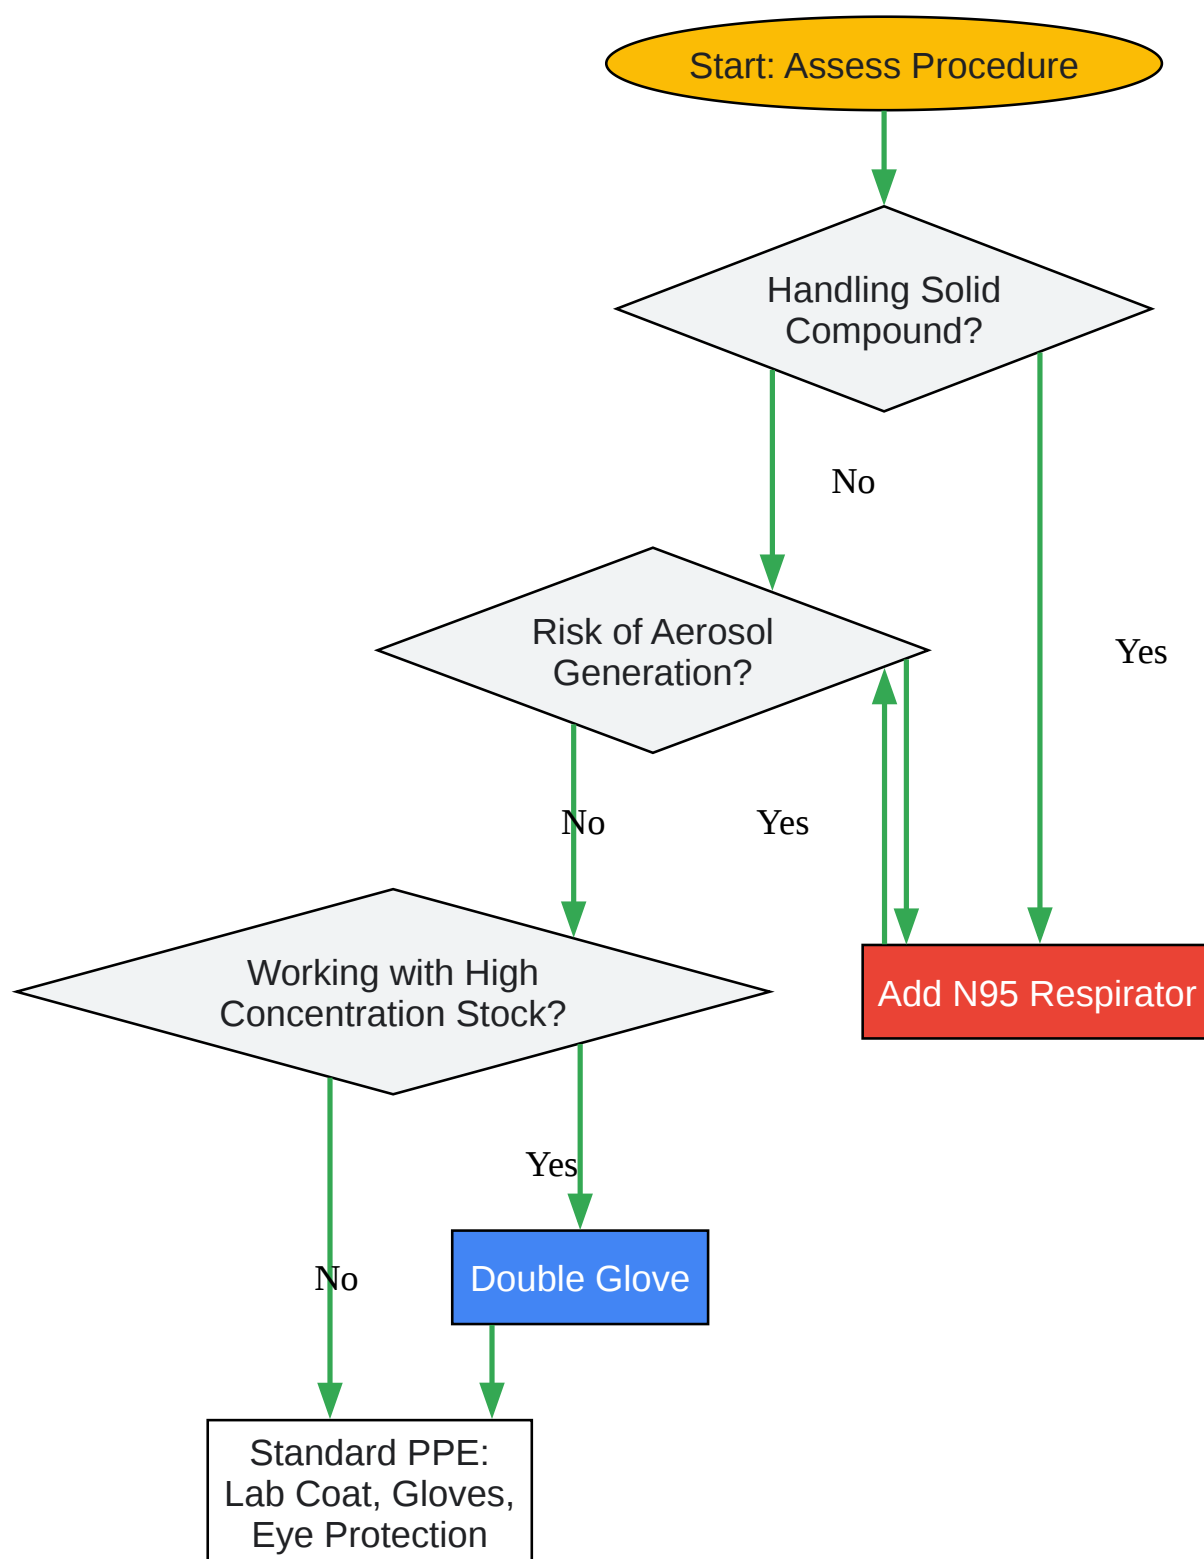 Start: Assess Procedure
Handling Solid
Compound?
No
Yes
Risk of Aerosol
Generation?
No
Yes
Working with High
Concentration Stock?
Add N95 Respirator
Yes
No
Double Glove
Standard PPE:
Lab Coat, Gloves,
Eye Protection